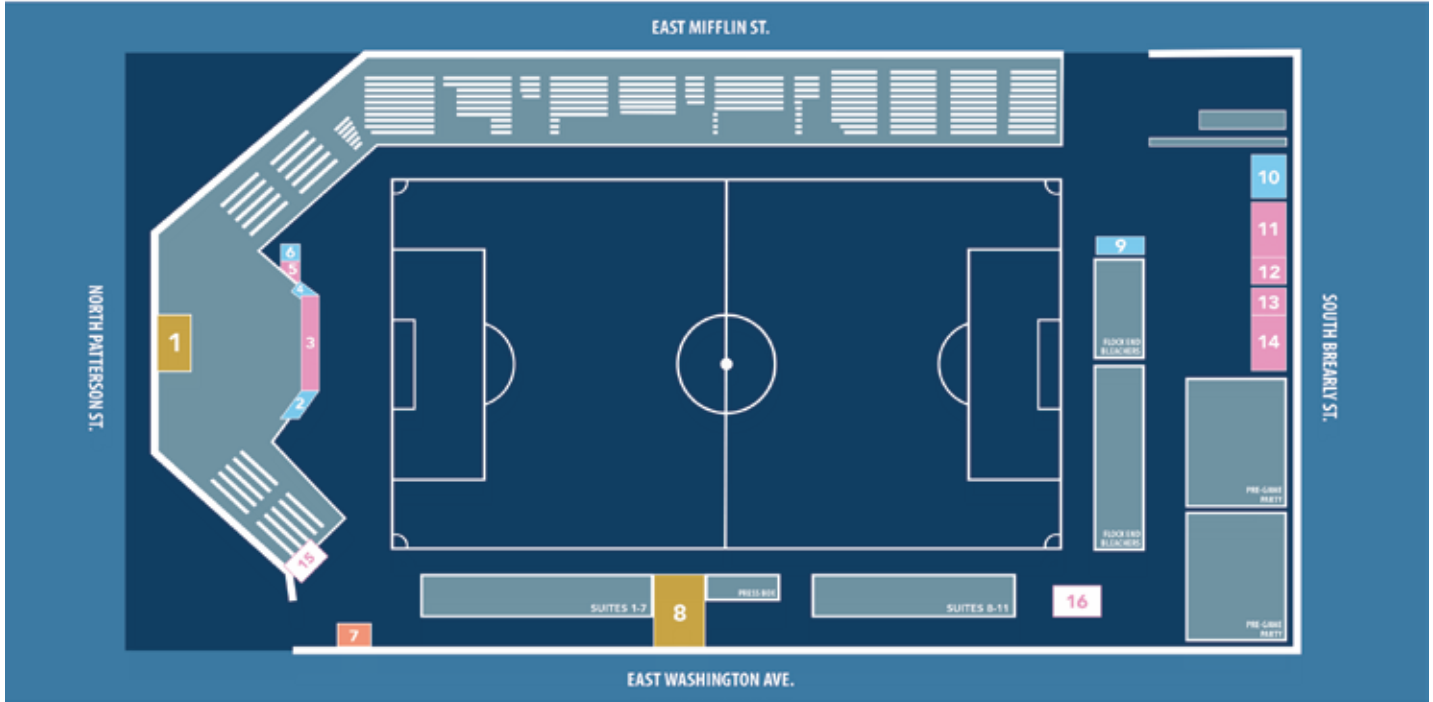 EAST MIFFLIN ST.
NORTH PATTERSON ST.
SOUTH BREARLY ST.
10
11
12
13
14
9
6
5
4
3
2
1
FLOCK END
BLEACHERS
FLOCK END
BLEACHERS
PRE-GAME
PARTY
PRE-GAME
PARTY
15
SUITES 1-7
8
PRESS BOX
SUITES 8-11
16
7
EAST WASHINGTON AVE.